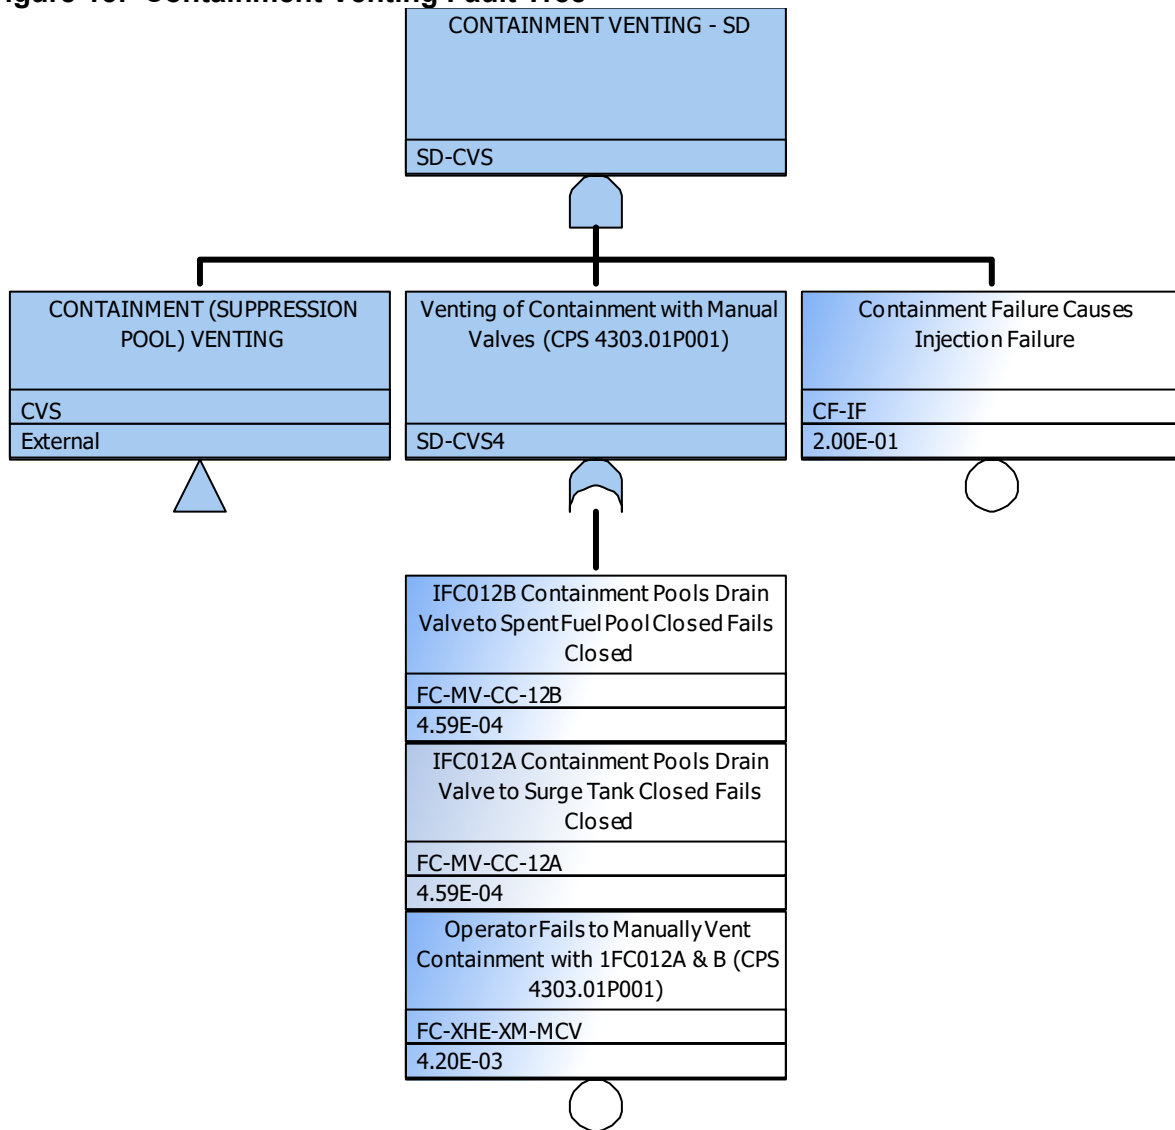 CONTAINMENT VENTING - SD
SD-CVS
CONTAINMENT (SUPPRESSION
POOL) VENTING
CVS
External
Venting of Containment with Manual
Valves (CPS 4303.01P001)
SD-CVS4
Containment Failure Causes
Injection Failure
CF-IF
2.00E-01
IFC012B Containment Pools Drain
Valve to Spent Fuel Pool Closed Fails
Closed
FC-MV-CC-12B
4.59E-04
IFC012A Containment Pools Drain
Valve to Surge Tank Closed Fails
Closed
FC-MV-CC-12A
4.59E-04
Operator Fails to Manually Vent
Containment with 1FC012A & B (CPS
4303.01P001)
FC-XHE-XM-MCV
4.20E-03